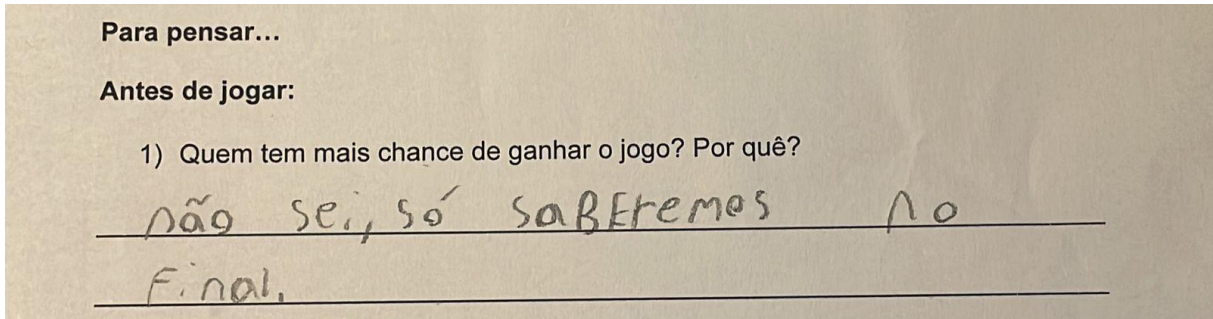 Para pensar...
Antes de jogar:
1) Quem tem mais chance de ganhar o jogo? Por quê?
não sei, só saBEremos no
Final.